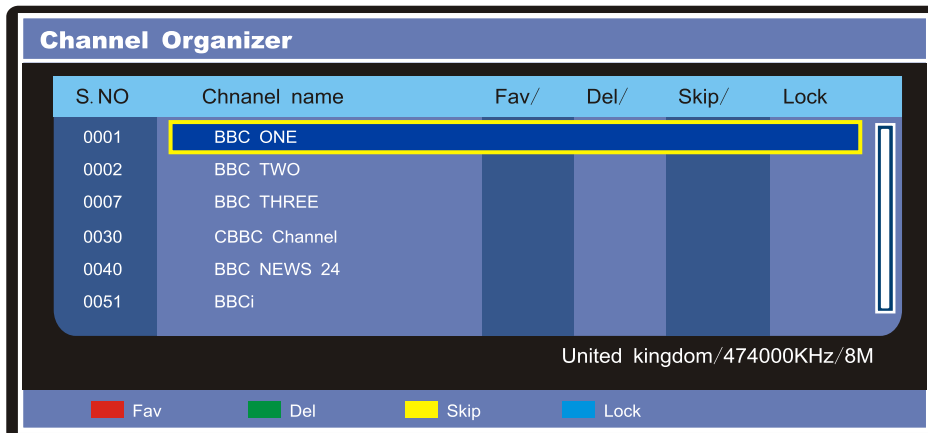 Channel Organizer
S. NO Chnanel name Fav/ Del/ Skip/ Lock
0001 BBC ONE
0002 BBC TWO
0007 BBC THREE
0030 CBBC Channel
0040 BBC NEWS 24
0051 BBCi
United kingdom/474000KHz/8M
Fav Del Skip Lock